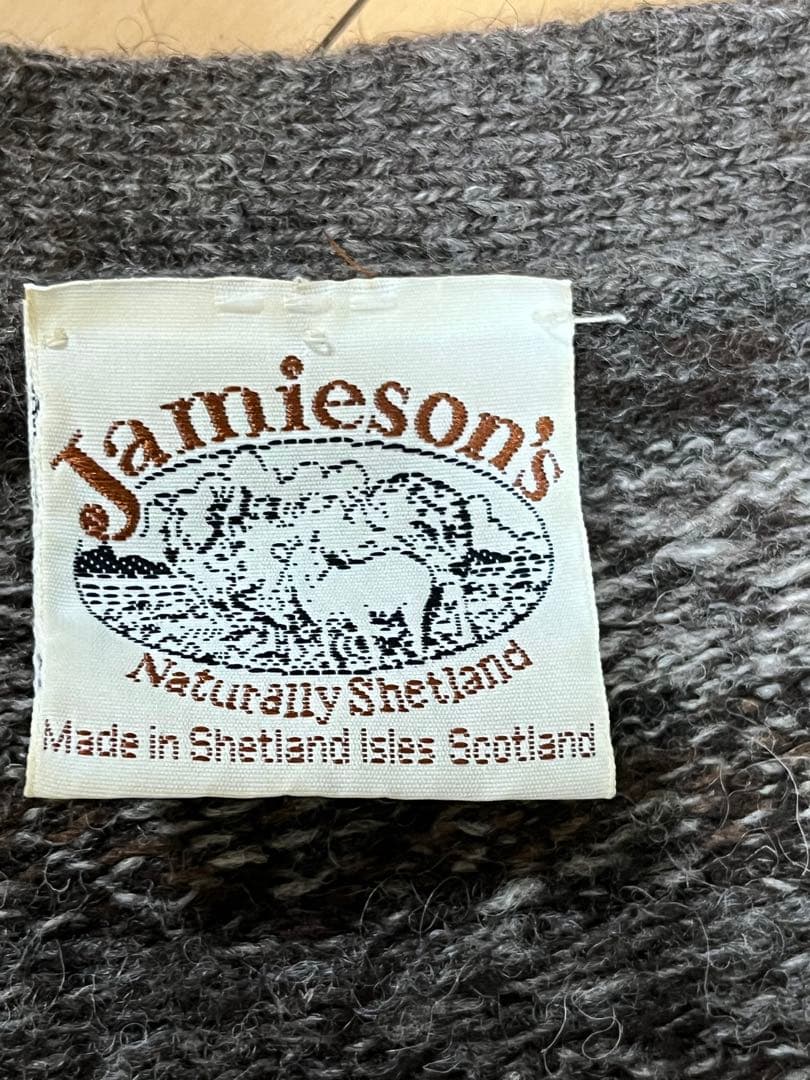 Jamieson's
Naturally Shetland
Made in Shetland Isles Scotland